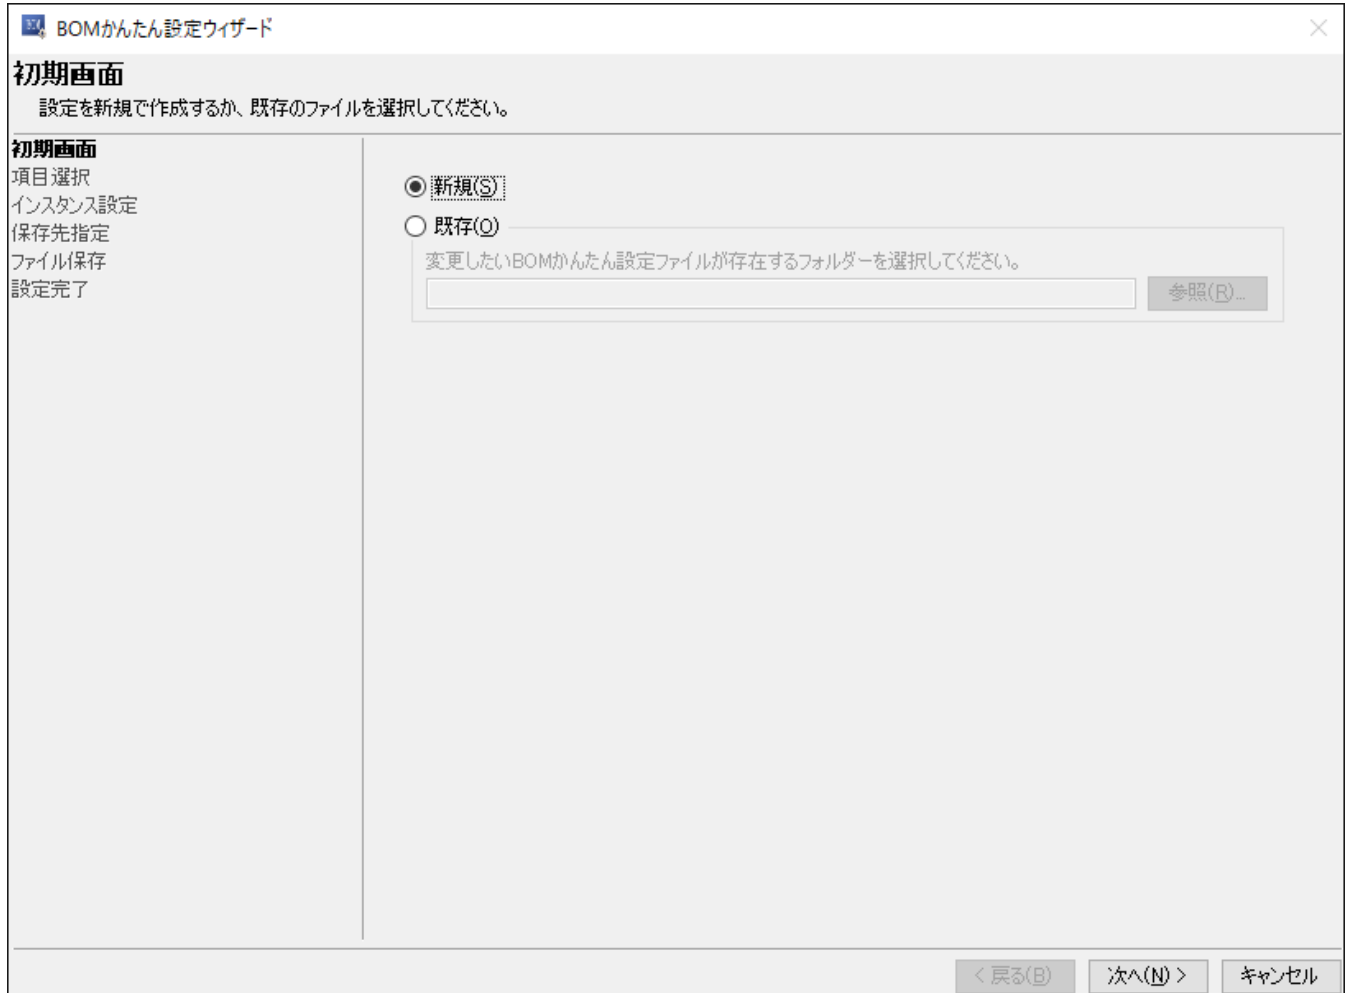 BOMかんたん設定ウィザード
初期画面
設定を新規で作成するか、既存のファイルを選択してください。
初期画面
項目選択
インスタンス設定
保存先指定
ファイル保存
設定完了
新規(S)
既存(O)
変更したいBOMかんたん設定ファイルが存在するフォルダーを選択してください。
参照(R)...
< 戻る(B)
次へ(N) >
キャンセル